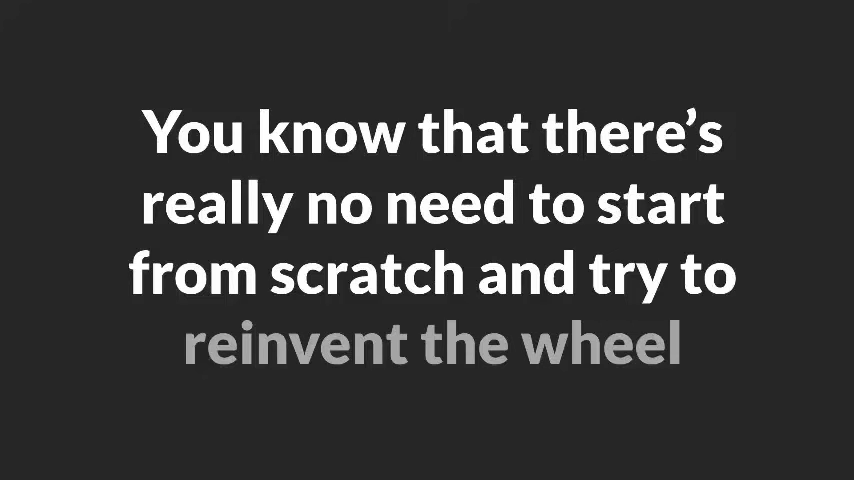 You know that there’s
really no need to start
from scratch and try to
reinvent the wheel